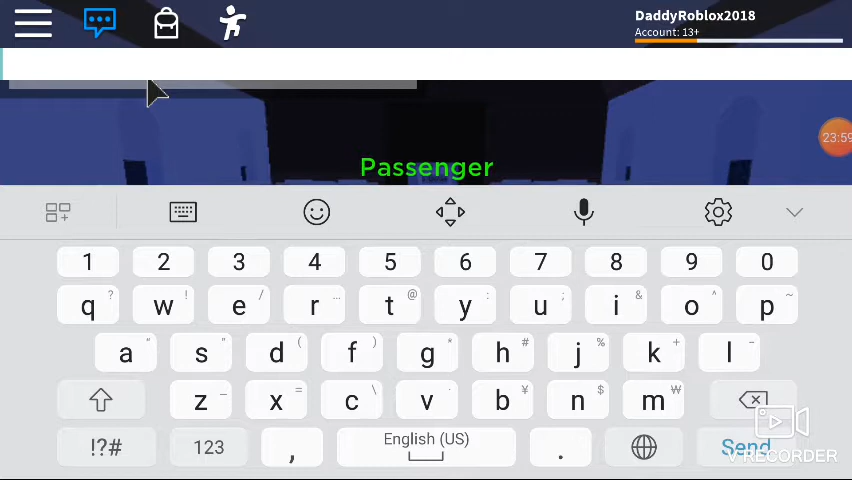 DaddyRoblox2018
Account: 13+
23:59
Passenger
1 2 3 4 5 6 7 8 9 0
q ? w ! e / r ... t @ y : u ; i & o ^ p ~
a " s “ d ( f ) g * h # j % k + l -
z _ x = c \ v · b ¥ n $ m ₩
!?# 123 , English (US) . Send
V RECORDER